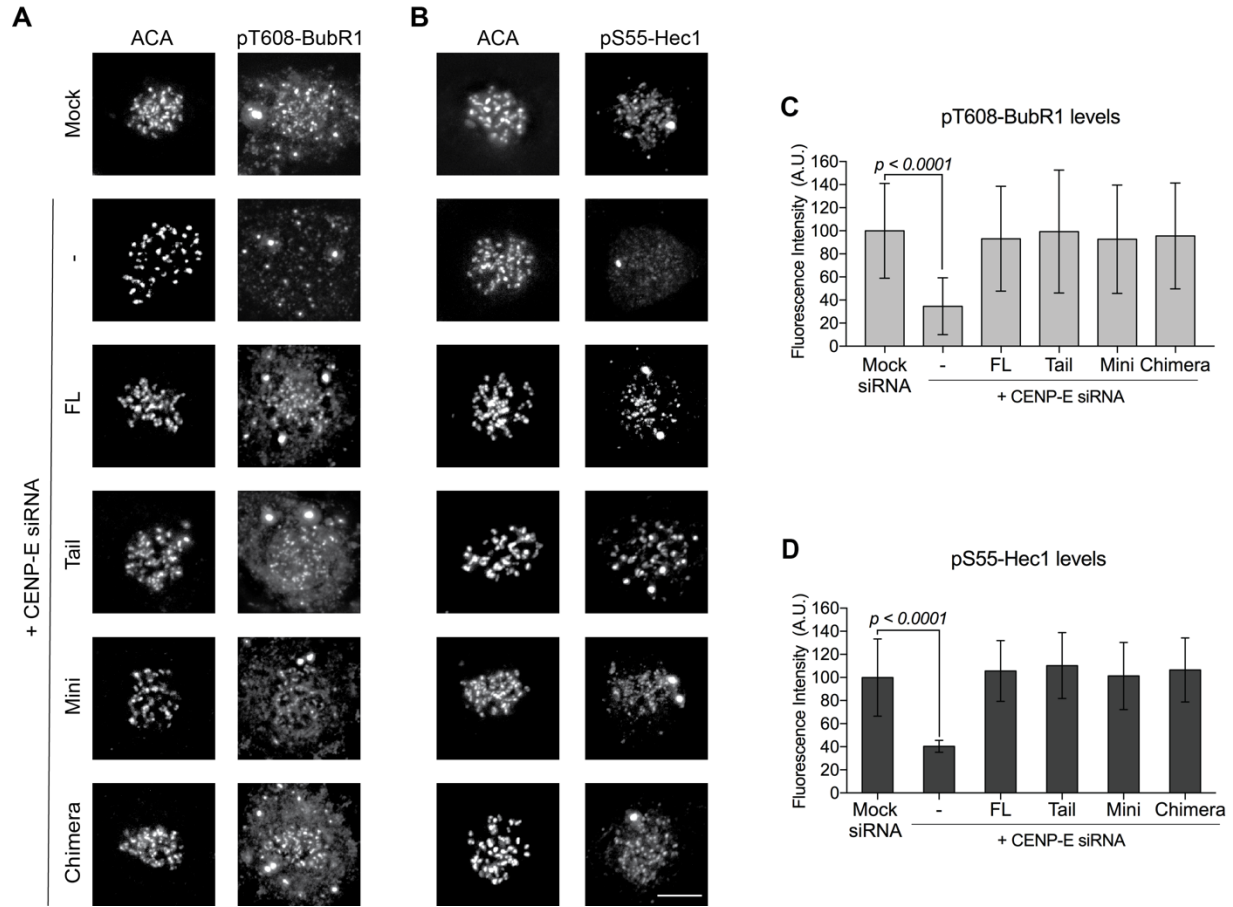 A
B
ACA
pT608-BubR1
ACA
pS55-Hec1
Mock
-
FL
Tail
Mini
Chimera
+ CENP-E siRNA
C
pT608-BubR1 levels
Fluorescence Intensity (A.U.)
160
140
120
100
80
60
40
20
0
p < 0.0001
Mock - FL Tail Mini Chimera
siRNA
+ CENP-E siRNA
D
pS55-Hec1 levels
Fluorescence Intensity (A.U.)
160
140
120
100
80
60
40
20
0
p < 0.0001
Mock - FL Tail Mini Chimera
siRNA
+ CENP-E siRNA